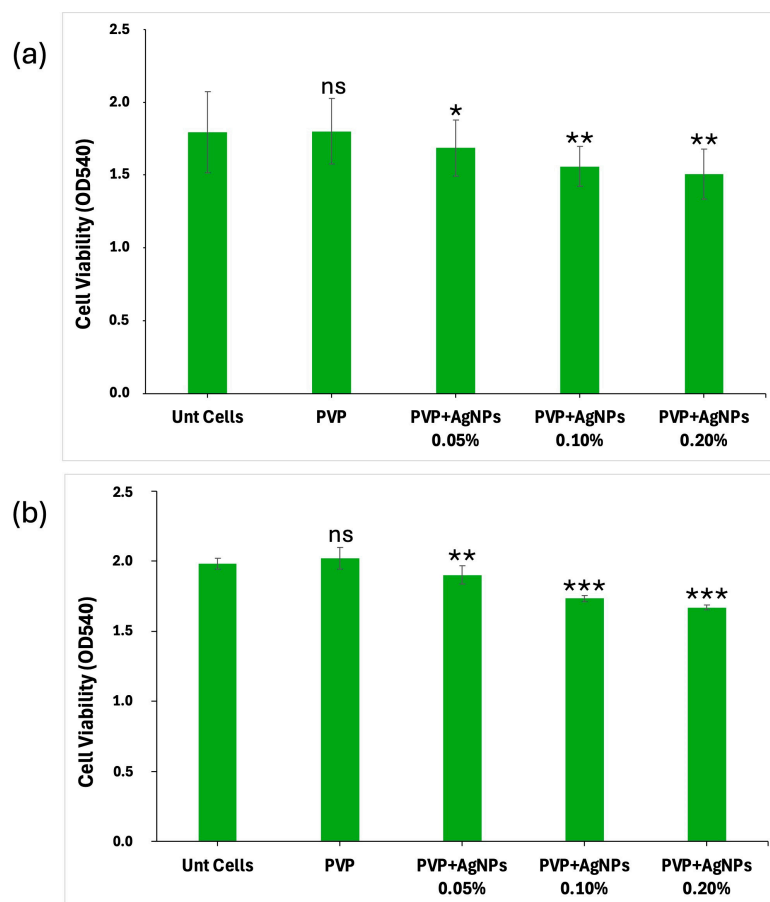 (a)
Cell Viability (OD540)
2.5
2.0
1.5
1.0
0.5
0.0
ns
*
**
**
Unt Cells
PVP
PVP+AgNPs
0.05%
PVP+AgNPs
0.10%
PVP+AgNPs
0.20%
(b)
Cell Viability (OD540)
2.5
2.0
1.5
1.0
0.5
0.0
ns
**
***
***
Unt Cells
PVP
PVP+AgNPs
0.05%
PVP+AgNPs
0.10%
PVP+AgNPs
0.20%